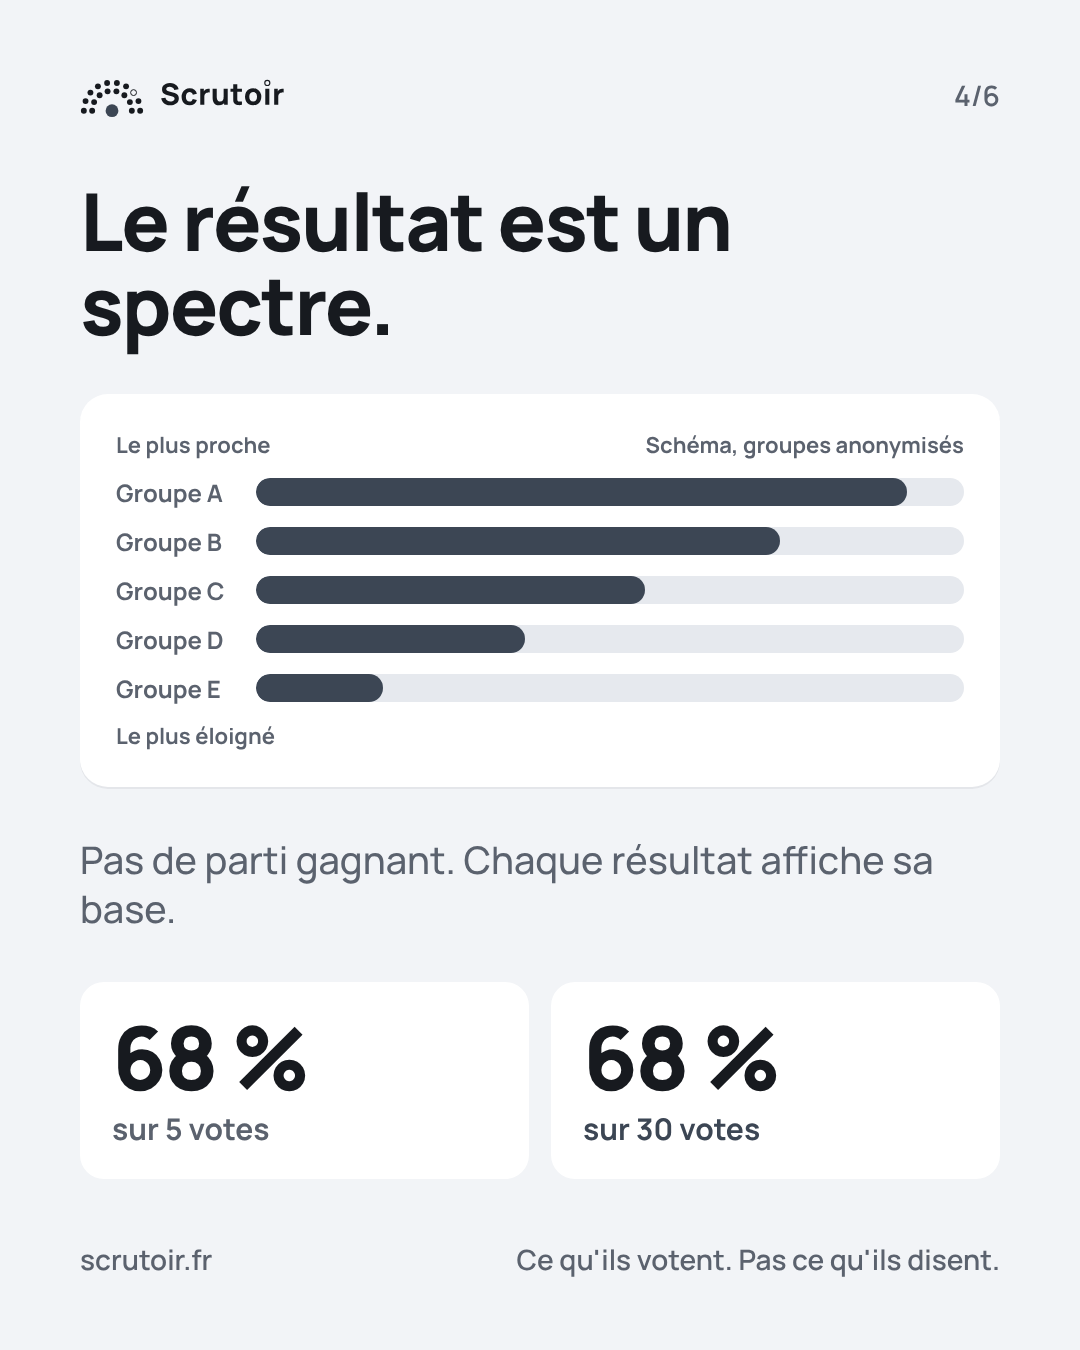 Scrutoir
4/6
Le résultat est un
spectre.
Le plus proche
Schéma, groupes anonymisés
Groupe A
Groupe B
Groupe C
Groupe D
Groupe E
Le plus éloigné
Pas de parti gagnant. Chaque résultat affiche sa
base.
68 %
68 %
sur 5 votes
sur 30 votes
scrutoir.fr
Ce qu'ils votent. Pas ce qu'ils disent.